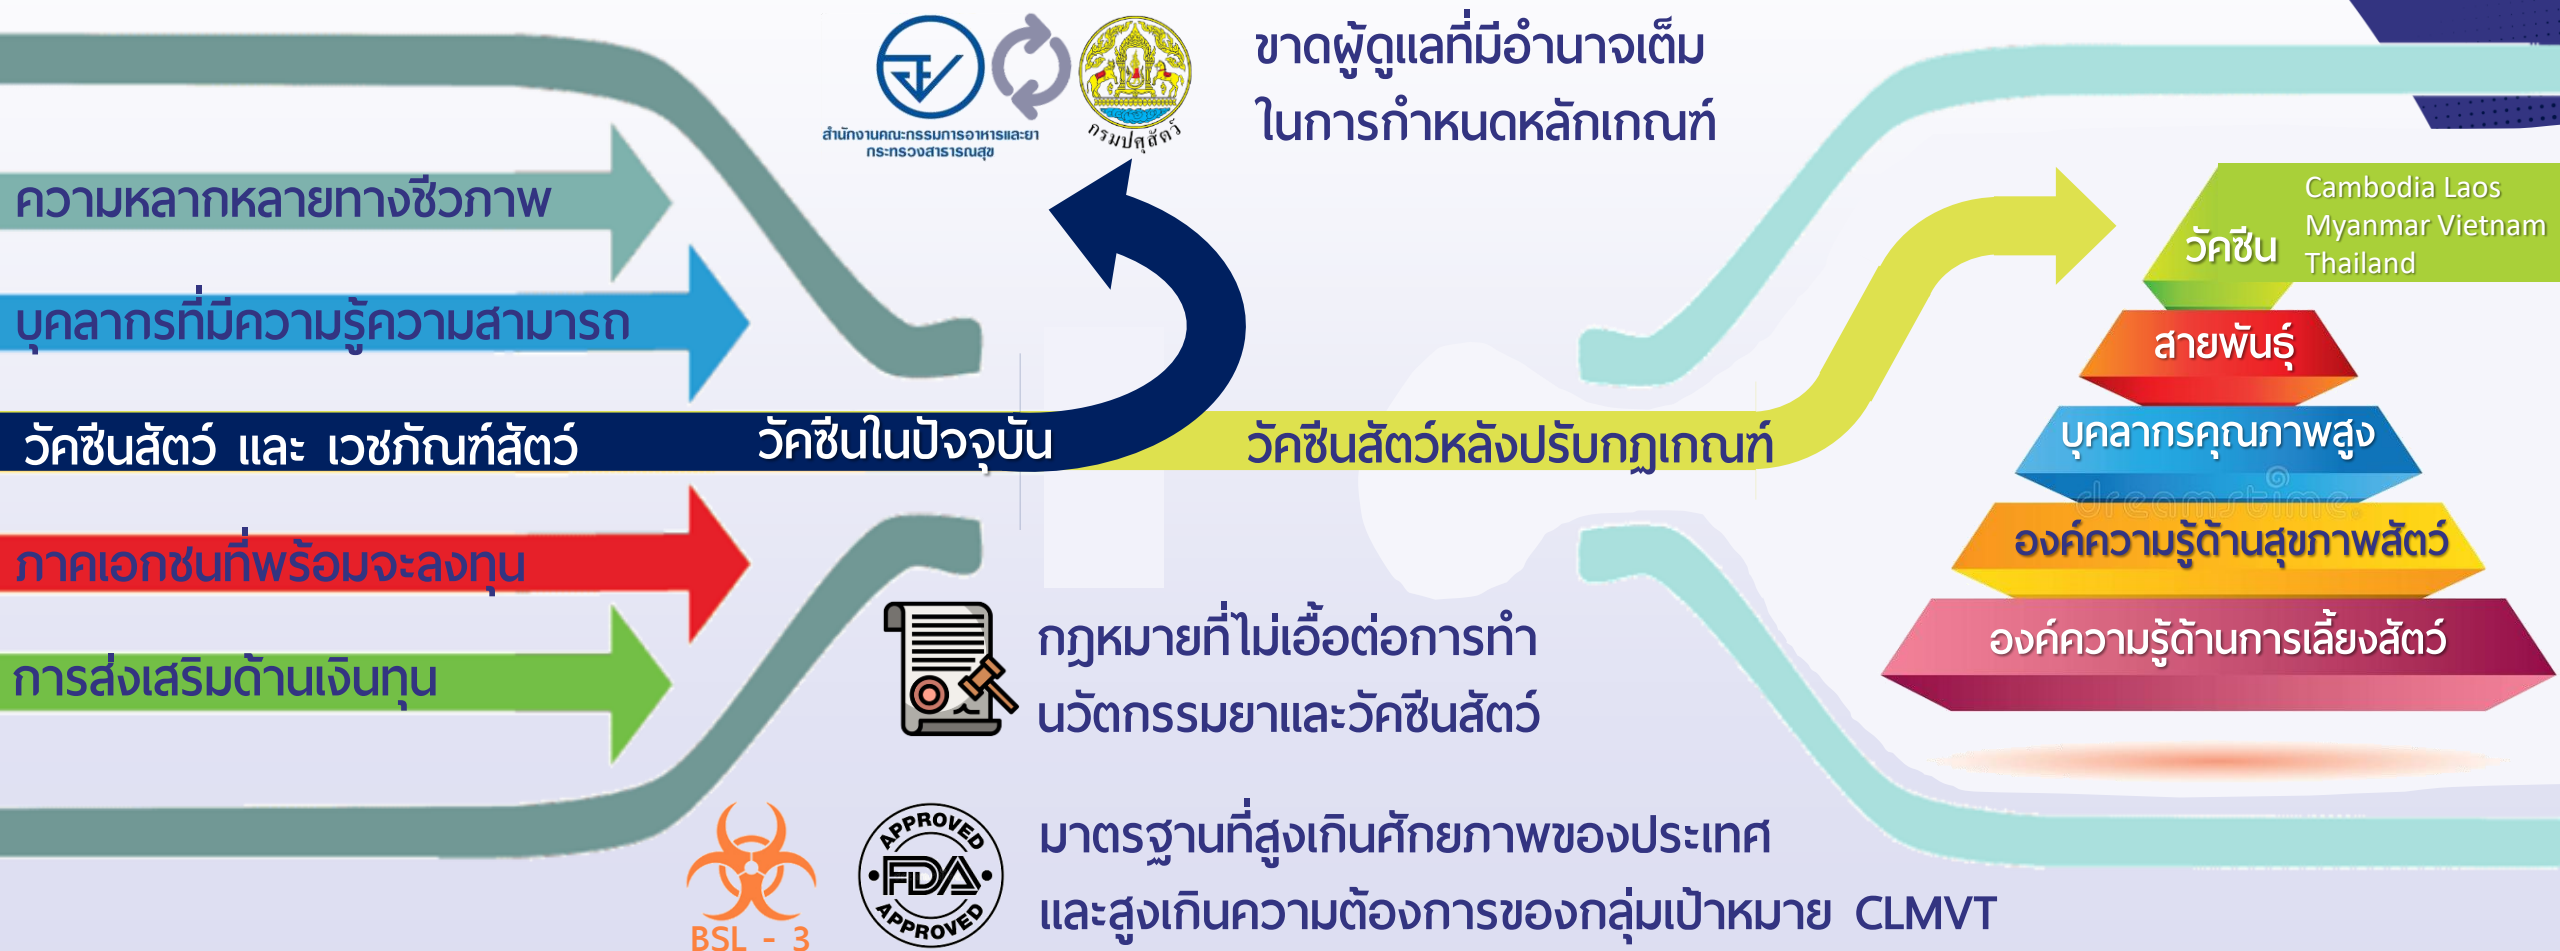 สำนักงานคณะกรรมการอาหารและยา
กระทรวงสาธารณสุข
กรมปศุสัตว์
ขาดผู้ดูแลที่มีอำนาจเต็ม
ในการกำหนดหลักเกณฑ์
ความหลากหลายทางชีวภาพ
บุคลากรที่มีความรู้ความสามารถ
วัคซีนสัตว์ และ เวชภัณฑ์สัตว์
วัคซีนในปัจจุบัน
วัคซีนสัตว์หลังปรับกฎเกณฑ์
ภาคเอกชนที่พร้อมจะลงทุน
การส่งเสริมด้านเงินทุน
วัคซีน
Cambodia Laos
Myanmar Vietnam
Thailand
สายพันธุ์
บุคลากรคุณภาพสูง
dreamstime.
องค์ความรู้ด้านสุขภาพสัตว์
องค์ความรู้ด้านการเลี้ยงสัตว์
กฎหมายที่ไม่เอื้อต่อการทำ
นวัตกรรมยาและวัคซีนสัตว์
BSL - 3
APPROVED
FDA
APPROVED
มาตรฐานที่สูงเกินศักยภาพของประเทศ
และสูงเกินความต้องการของกลุ่มเป้าหมาย CLMVT